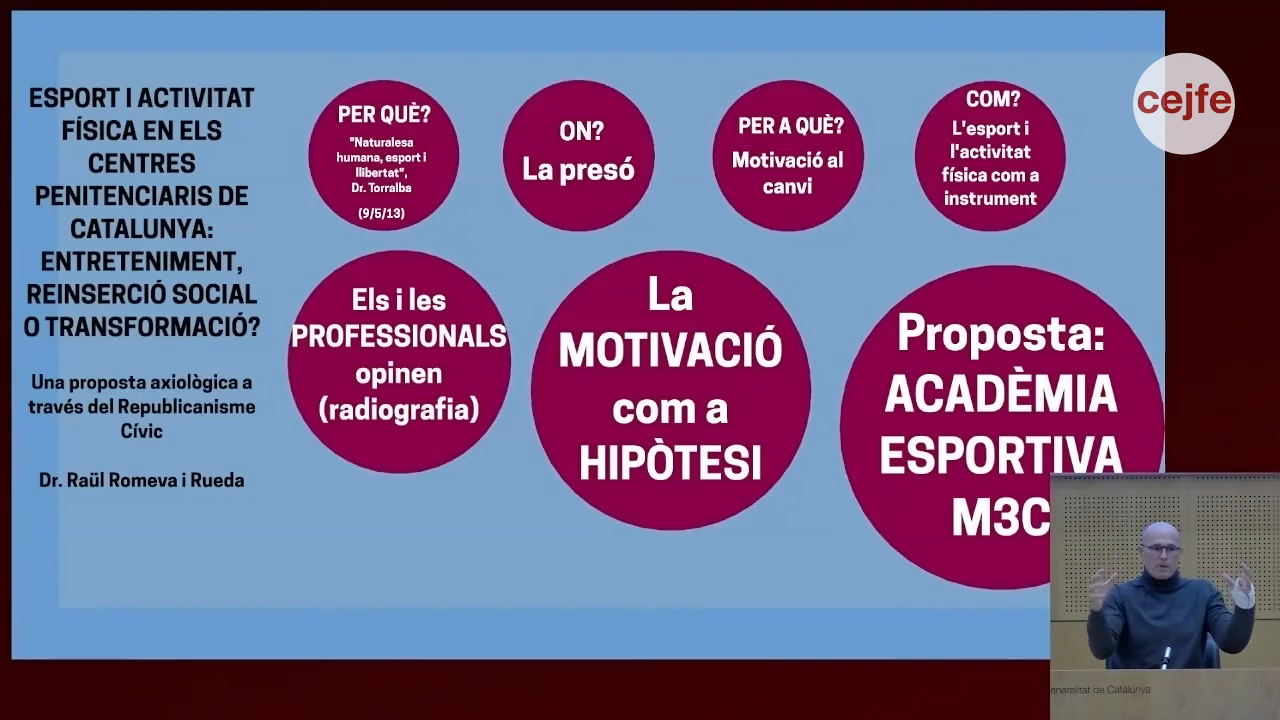 ESPORT I ACTIVITAT
FÍSICA EN ELS
CENTRES
PENITENCIARIS DE
CATALUNYA:
ENTRETENIMENT,
REINSERCIÓ SOCIAL
O TRANSFORMACIÓ?
Una proposta axiològica a
través del Republicanisme
Cívic
Dr. Raül Romeva i Rueda
PER QUÈ?
"Naturalesa
humana, esport i
llibertat",
Dr. Torralba
(9/5/13)
ON?
La presó
PER A QUÈ?
Motivació al
canvi
COM?
L'esport i
l'activitat
física com a
instrument
cejfe
Els i les
PROFESSIONALS
opinen
(radiografia)
La
MOTIVACIÓ
com a
HIPÒTESI
Proposta:
ACADÈMIA
ESPORTIVA
M3C
eneralitat de Catalunya